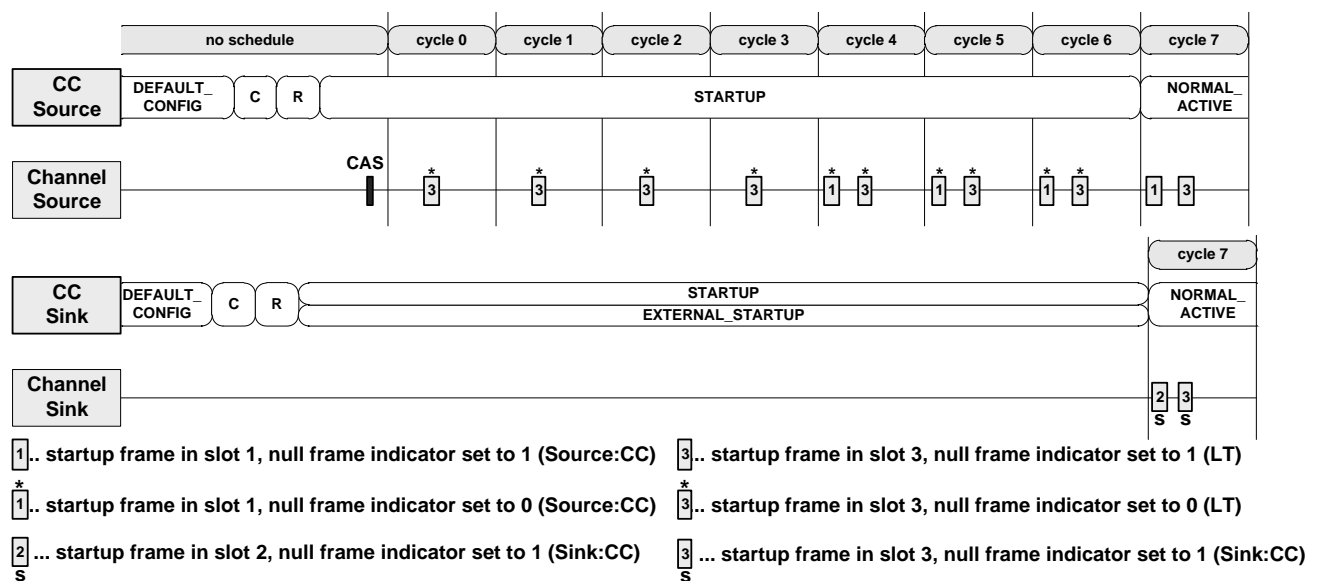 no schedule cycle 0 cycle 1 cycle 2 cycle 3 cycle 4 cycle 5 cycle 6 cycle 7
CC Source
DEFAULT_ CONFIG C R STARTUP NORMAL_ ACTIVE
Channel Source
CAS
* * * * * * * * * *
3 3 3 3 1 3 1 3 1 3 1 3
cycle 7
CC Sink
DEFAULT_ CONFIG C R STARTUP NORMAL_ ACTIVE
EXTERNAL_STARTUP
Channel Sink
2 3
s s
1 .. startup frame in slot 1, null frame indicator set to 1 (Source:CC)
3 .. startup frame in slot 3, null frame indicator set to 1 (LT)
*
1 .. startup frame in slot 1, null frame indicator set to 0 (Source:CC)
*
3 .. startup frame in slot 3, null frame indicator set to 0 (LT)
2 ... startup frame in slot 2, null frame indicator set to 1 (Sink:CC)
s
3 ... startup frame in slot 3, null frame indicator set to 1 (Sink:CC)
s